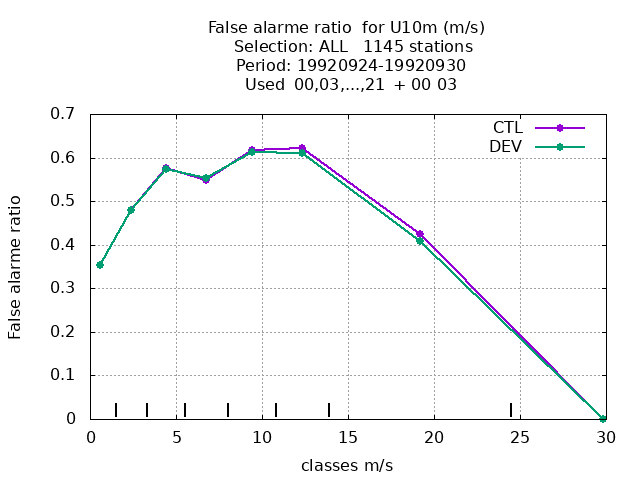 False alarme ratio  for U10m (m/s)
Selection: ALL   1145 stations
Period: 19920924-19920930
Used  00,03,...,21  + 00 03
CTL
DEV
False alarme ratio
0.7
0.6
0.5
0.4
0.3
0.2
0.1
0
0 5 10 15 20 25 30
classes m/s